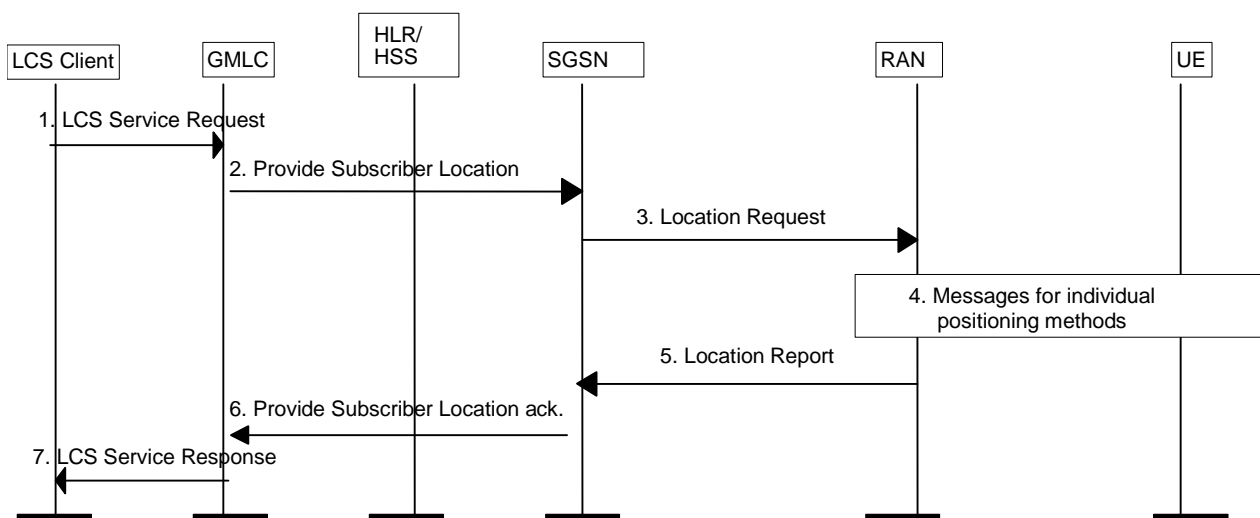 LCS Client
GMLC
HLR/
HSS
SGSN
RAN
UE
1. LCS Service Request
2. Provide Subscriber Location
3. Location Request
4. Messages for individual
positioning methods
5. Location Report
6. Provide Subscriber Location ack.
7. LCS Service Response